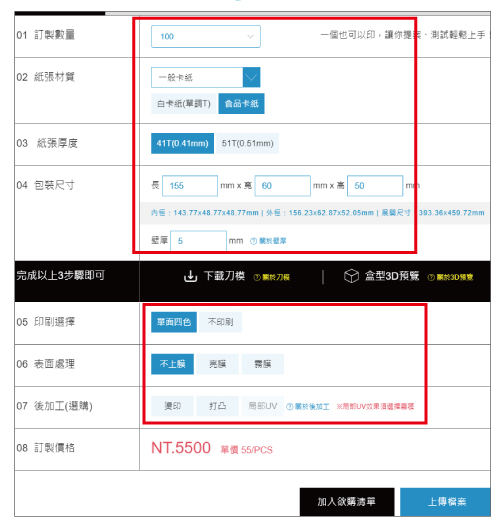 01 訂製數量
100
一個也可以印，讓你提案、測試輕鬆上手！
02 紙張材質
一般卡紙
白卡紙(單銅T) 食品卡紙
03 紙張厚度
41T(0.41mm) 51T(0.51mm)
04 包裝尺寸
長 155 mm x 寬 60 mm x 高 50 mm
內徑：143.77x48.77x48.77mm | 外徑：156.23x62.87x52.05mm | 展開尺寸：393.36x459.72mm
壁厚 5 mm ?關於壁厚
完成以上3步驟即可
下載刀模 ?關於刀模 | 盒型3D預覽 ?關於3D預覽
05 印刷選擇
單面四色 不印刷
06 表面處理
不上膜 亮膜 霧膜
07 後加工(選購)
燙印 打凸 局部UV ?關於後加工 ※局部UV效果須選擇霧膜
08 訂製價格
NT.5500 單價 55/PCS
加入欲購清單
上傳檔案